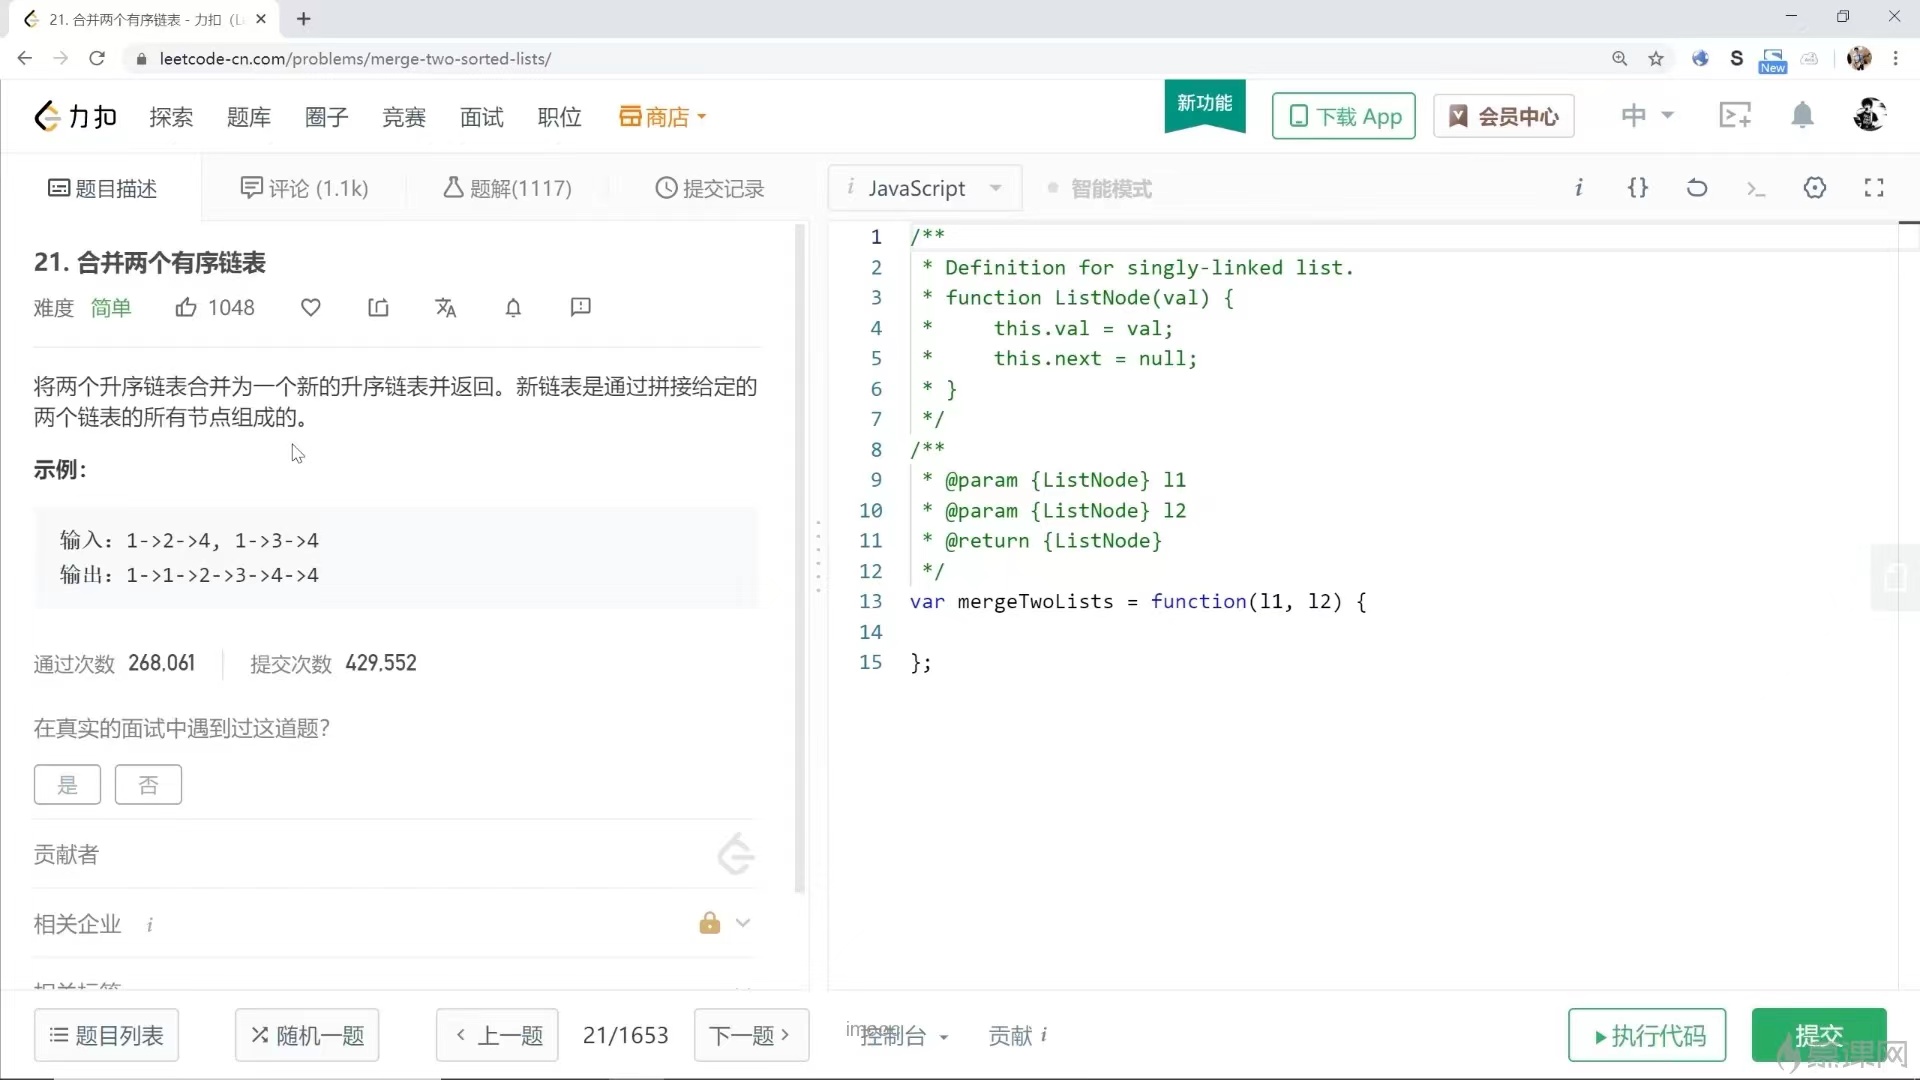 21. 合并两个有序链表 - 力扣 (L
leetcode-cn.com/problems/merge-two-sorted-lists/
S
New
力扣 探索 题库 圈子 竞赛 面试 职位 商店 新功能 下载 App 会员中心 中
题目描述 评论 (1.1k) 题解(1117) 提交记录
i JavaScript 智能模式 i {} >_
21. 合并两个有序链表
难度 简单 1048
将两个升序链表合并为一个新的升序链表并返回。新链表是通过拼接给定的
两个链表的所有节点组成的。
示例：
输入：1->2->4, 1->3->4
输出：1->1->2->3->4->4
通过次数 268,061 提交次数 429,552
在真实的面试中遇到过这道题?
是 否
贡献者
相关企业 i
相关标签
1 /**
2 * Definition for singly-linked list.
3 * function ListNode(val) {
4 *     this.val = val;
5 *     this.next = null;
6 * }
7 */
8 /**
9 * @param {ListNode} l1
10 * @param {ListNode} l2
11 * @return {ListNode}
12 */
13 var mergeTwoLists = function(l1, l2) {
14
15 };
题目列表 随机一题 上一题 21/1653 下一题 控制台 贡献 i 执行代码 提交
慕课网